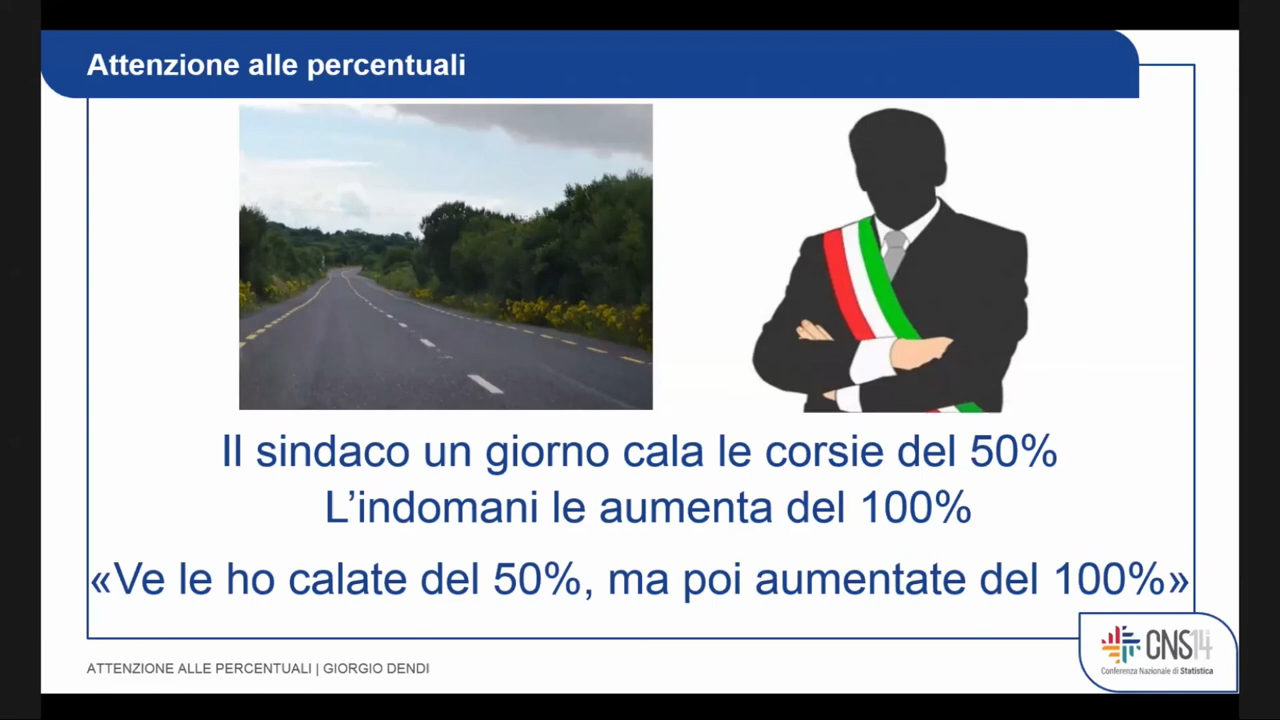 Attenzione alle percentuali
Il sindaco un giorno cala le corsie del 50%
L’indomani le aumenta del 100%
«Ve le ho calate del 50%, ma poi aumentate del 100%»
ATTENZIONE ALLE PERCENTUALI | GIORGIO DENDI
CNS14
Conferenza Nazionale di Statistica